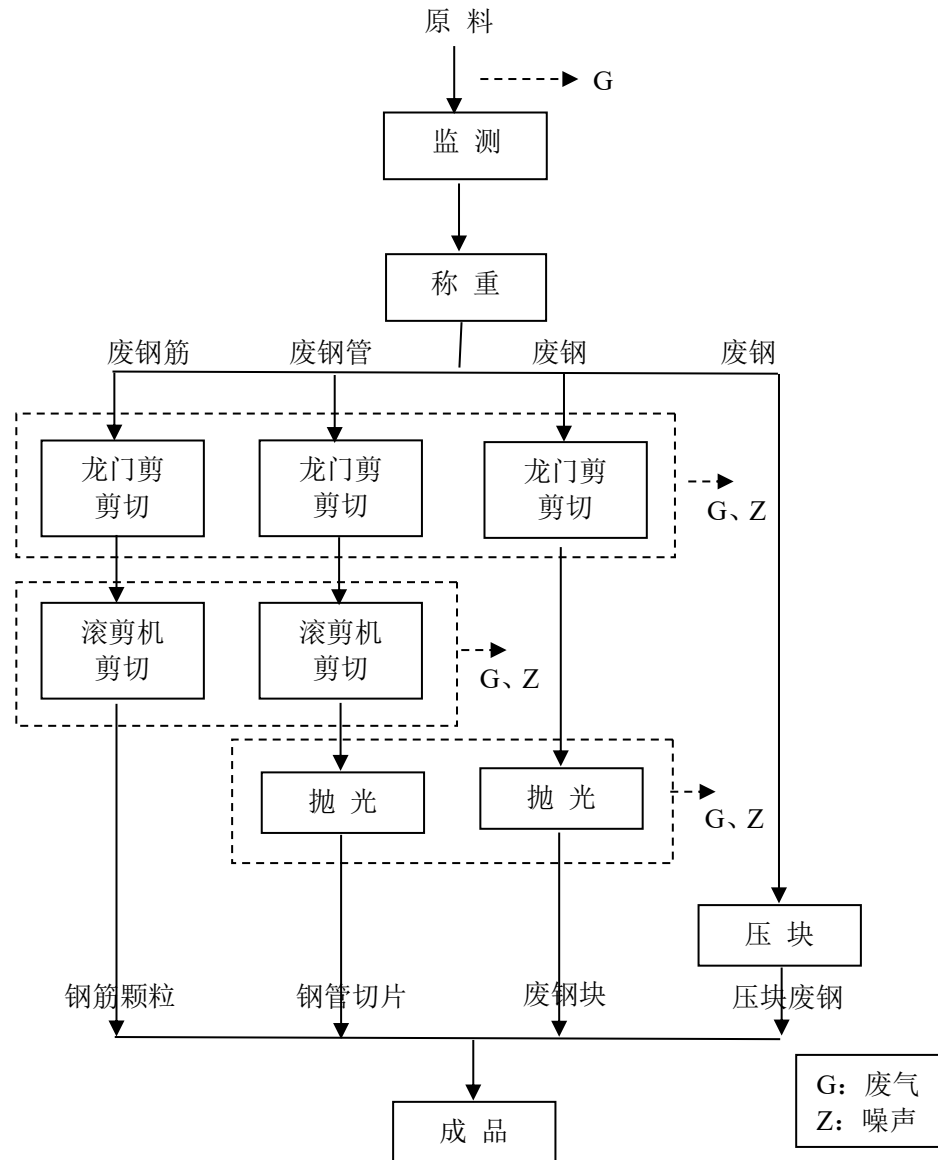 原 料
G
监 测
称 重
废钢筋 废钢管 废钢 废钢
龙门剪
剪切
龙门剪
剪切
龙门剪
剪切
G、Z
滚剪机
剪切
滚剪机
剪切
G、Z
抛 光
抛 光
G、Z
压 块
钢筋颗粒 钢管切片 废钢块 压块废钢
G：废气
Z：噪声
成 品